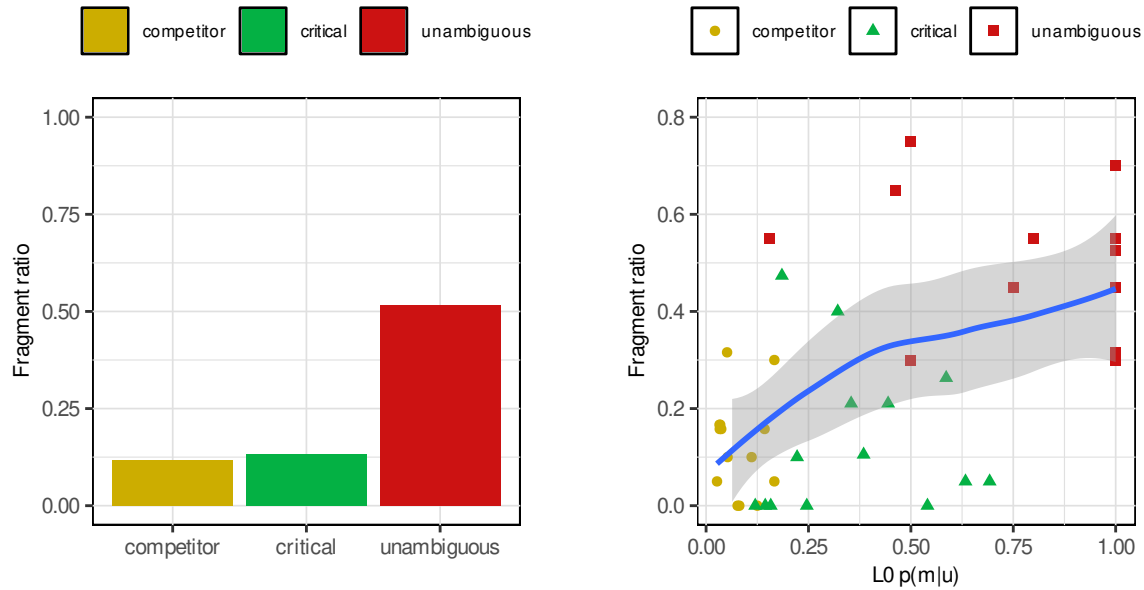 competitor critical unambiguous
1.00
0.75
0.50
0.25
0.00
Fragment ratio
competitor critical unambiguous
competitor critical unambiguous
0.8
0.6
0.4
0.2
0.0
Fragment ratio
0.00 0.25 0.50 0.75 1.00
L0 p(m|u)